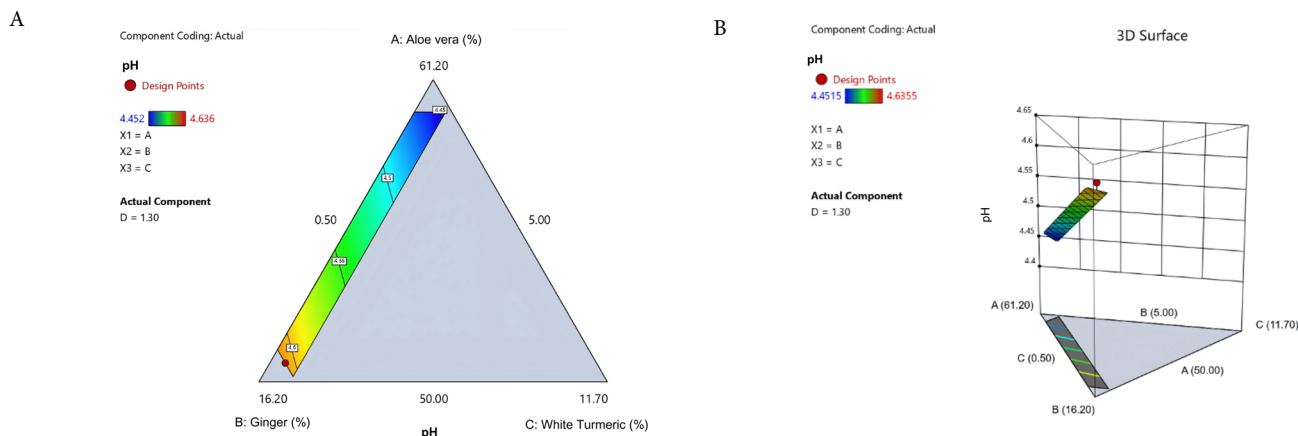 A
Component Coding: Actual
pH
Design Points
4.452 4.636
X1 = A
X2 = B
X3 = C
Actual Component
D = 1.30
A: Aloe vera (%)
61.20
4.45
4.5
0.50
5.00
4.55
4.6
16.20
50.00
11.70
B: Ginger (%)
pH
C: White Turmeric (%)
B
Component Coding: Actual
3D Surface
pH
Design Points
4.4515 4.6355
X1 = A
X2 = B
X3 = C
Actual Component
D = 1.30
4.65
4.6
4.55
4.5
4.45
4.4
pH
A (61.20)
B (5.00)
C (11.70)
C (0.50)
A (50.00)
B (16.20)